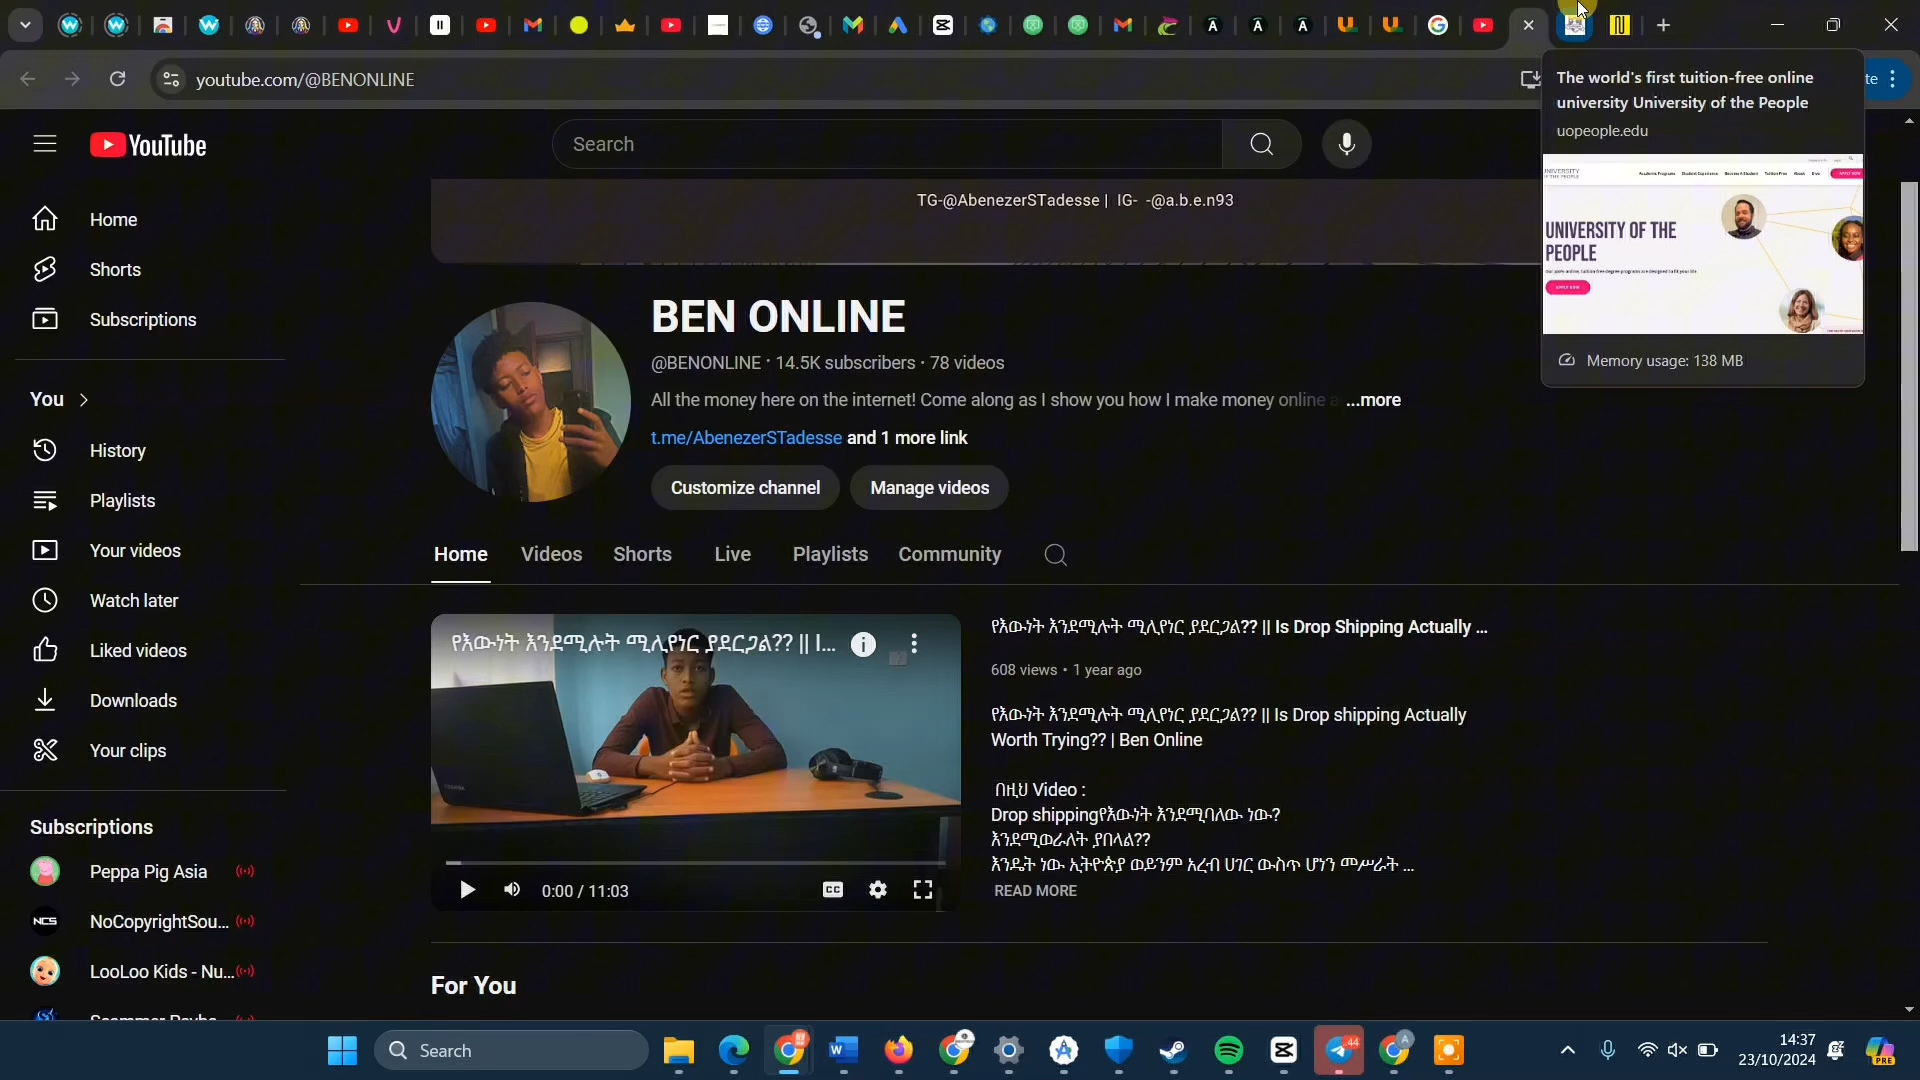 youtube.com/@BENONLINE
te
The world's first tuition-free online
university University of the People
uopeople.edu
UNIVERSITY OF THE
PEOPLE
APPLY NOW
Memory usage: 138 MB
YouTube
Search
TG-@AbenezerSTadesse | IG- -@a.b.e.n93
Home
Shorts
Subscriptions
You
History
Playlists
Your videos
Watch later
Liked videos
Downloads
Your clips
Subscriptions
Peppa Pig Asia
NCS
NoCopyrightSou...
LooLoo Kids - Nu...
BEN ONLINE
@BENONLINE · 14.5K subscribers · 78 videos
All the money here on the internet! Come along as I show you how I make money online a ...more
t.me/AbenezerSTadesse and 1 more link
Customize channel
Manage videos
Home
Videos
Shorts
Live
Playlists
Community
የእውነት እንደሚሉት ሚሊየነር ያደርጋል?? || I...
TOSHIBA
0:00 / 11:03
CC
የእውነት እንደሚሉት ሚሊየነር ያደርጋል?? || Is Drop Shipping Actually ...
608 views • 1 year ago
የእውነት እንደሚሉት ሚሊየነር ያደርጋል?? || Is Drop shipping Actually
Worth Trying?? | Ben Online
በዚህ Video :
Drop shippingየእውነት እንደሚባለው ነው?
እንደሚወራለት ያበላል??
እንዴት ነው ኢትዮጵያ ወይንም አረብ ሀገር ውስጥ ሆነን መሥራት ...
READ MORE
For You
Search
44
14:37
23/10/2024
PRE